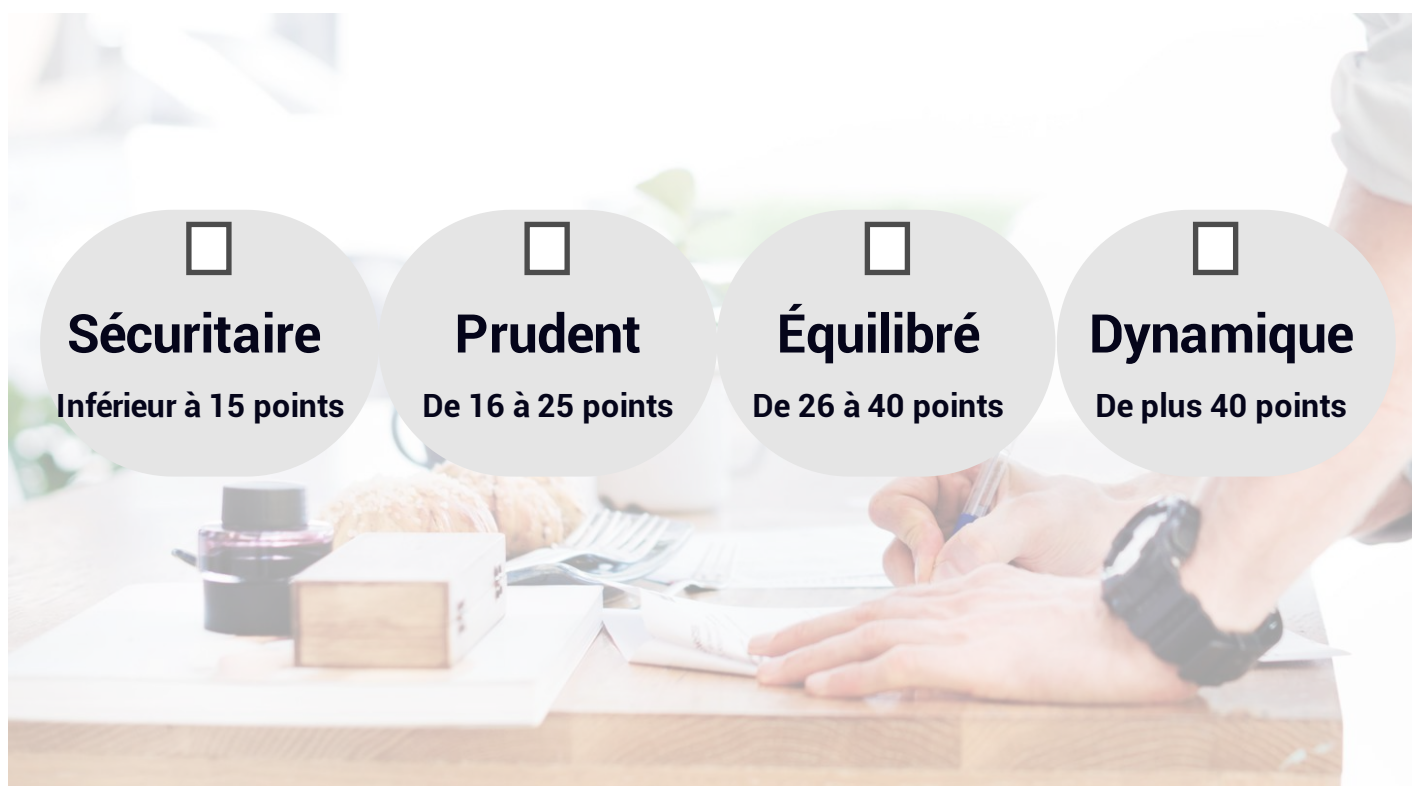 Sécuritaire
Prudent
Équilibré
Dynamique
Inférieur à 15 points
De 16 à 25 points
De 26 à 40 points
De plus 40 points